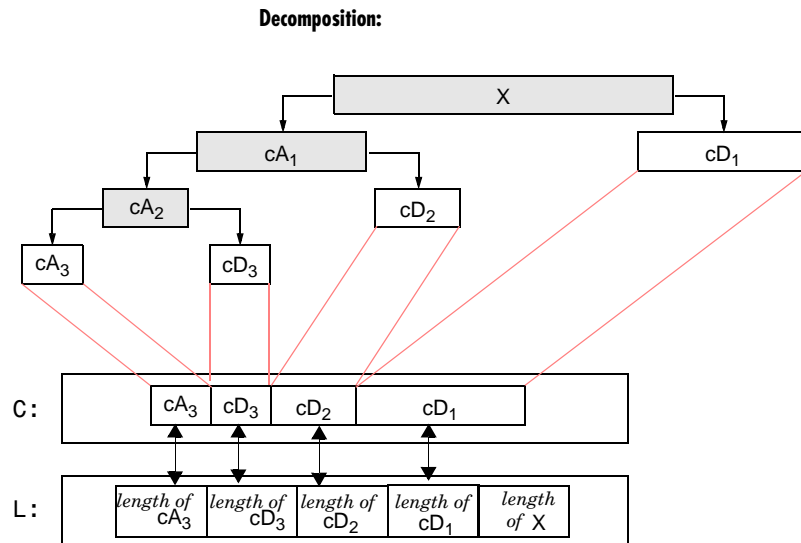 Decomposition:
X
cA₁
cD₁
cA₂
cD₂
cA₃
cD₃
C: cA₃ cD₃ cD₂ cD₁
L: length of cA₃ length of cD₃ length of cD₂ length of cD₁ length of X